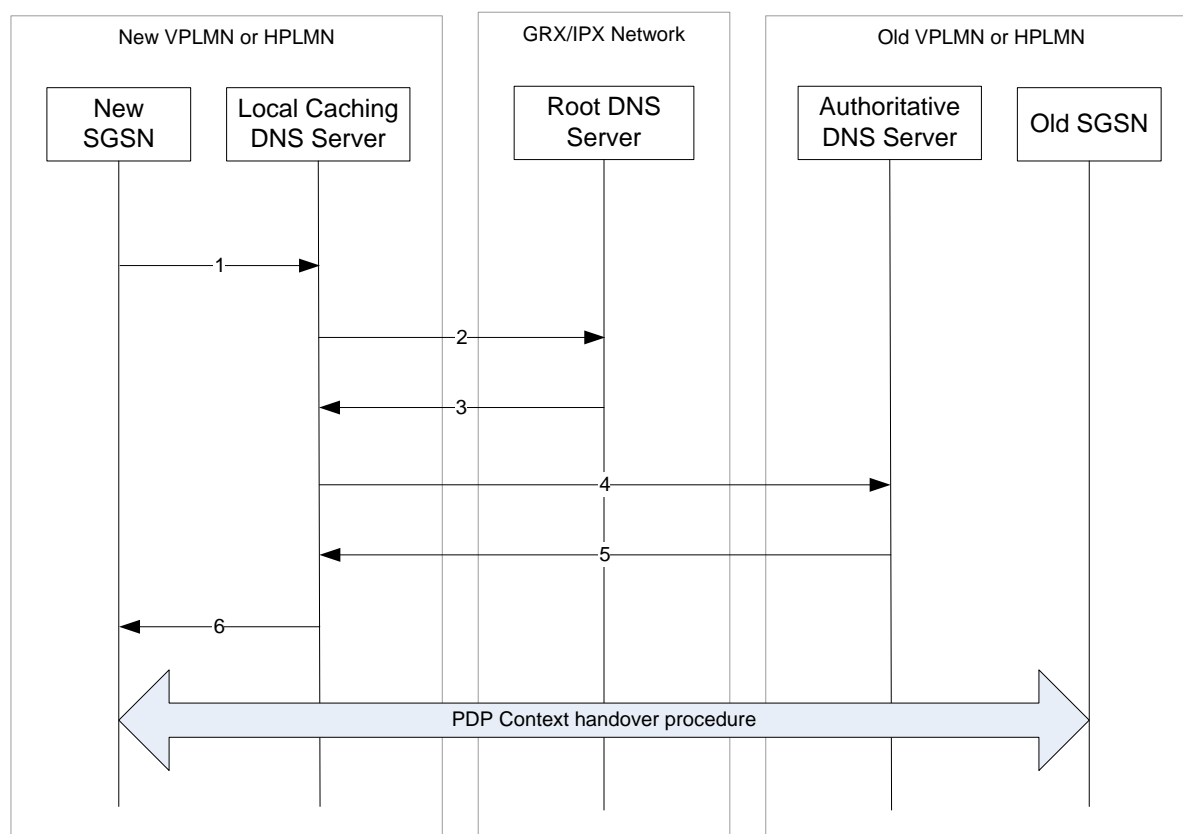 New VPLMN or HPLMN
GRX/IPX Network
Old VPLMN or HPLMN
New
SGSN
Local Caching
DNS Server
Root DNS
Server
Authoritative
DNS Server
Old SGSN
1
2
3
4
5
6
PDP Context handover procedure